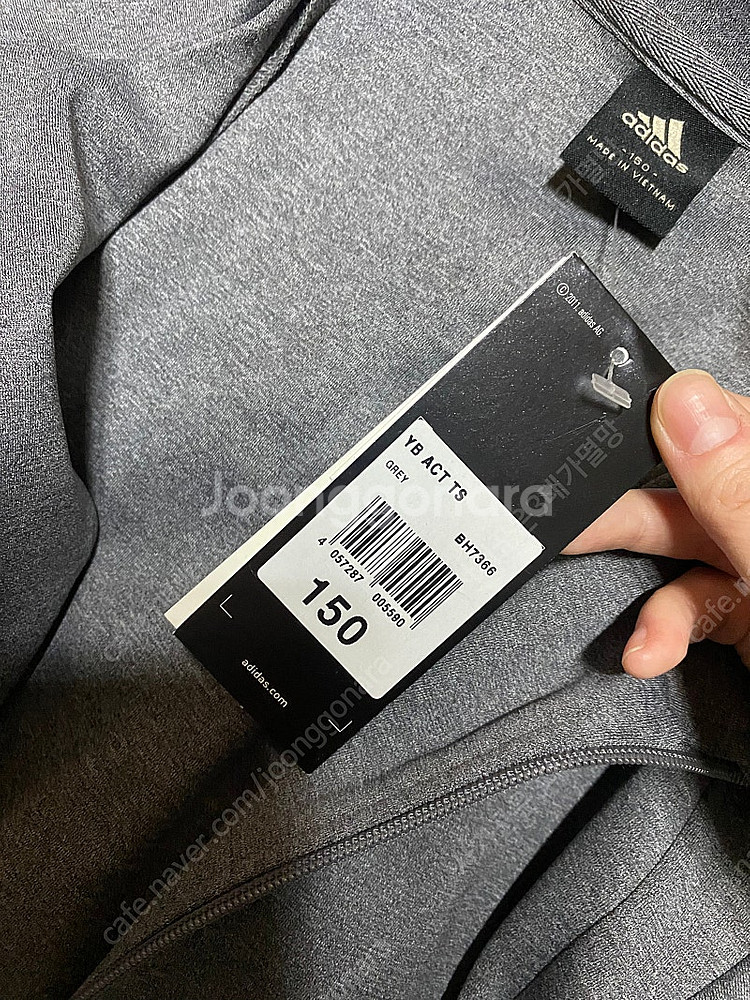 adidas
- 150 -
MADE IN VIETNAM
© 2011 adidas AG
YB ACT TS
GREY
BH7366
4 057287 005590
150
adidas.com
Joonggonara
cafe.naver.com/joonggonara